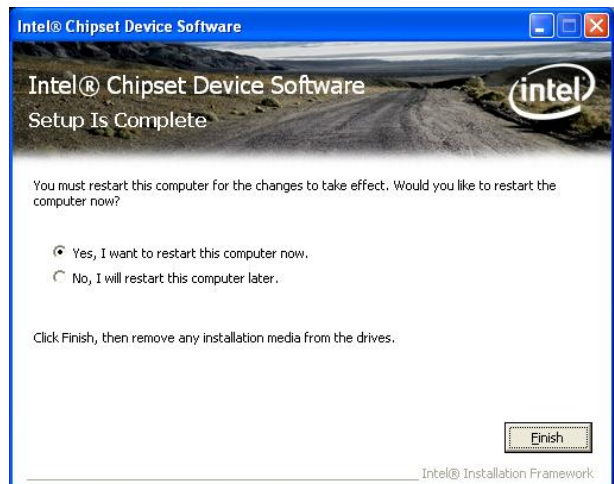 Intel® Chipset Device Software
Intel® Chipset Device Software
intel
Setup Is Complete
You must restart this computer for the changes to take effect. Would you like to restart the
computer now?
Yes, I want to restart this computer now.
No, I will restart this computer later.
Click Finish, then remove any installation media from the drives.
Finish
Intel® Installation Framework